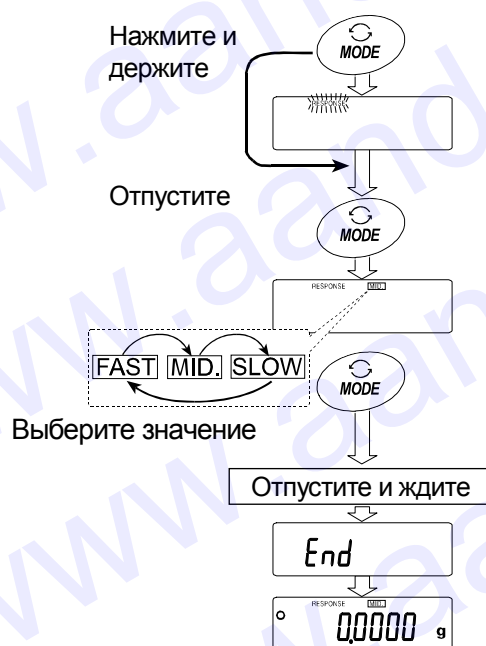 Нажмите и
держите
MODE
RESPONSE
Отпустите
MODE
RESPONSE MID.
FAST MID. SLOW
MODE
Выберите значение
Отпустите и ждите
End
RESPONSE MID.
0.0000 g